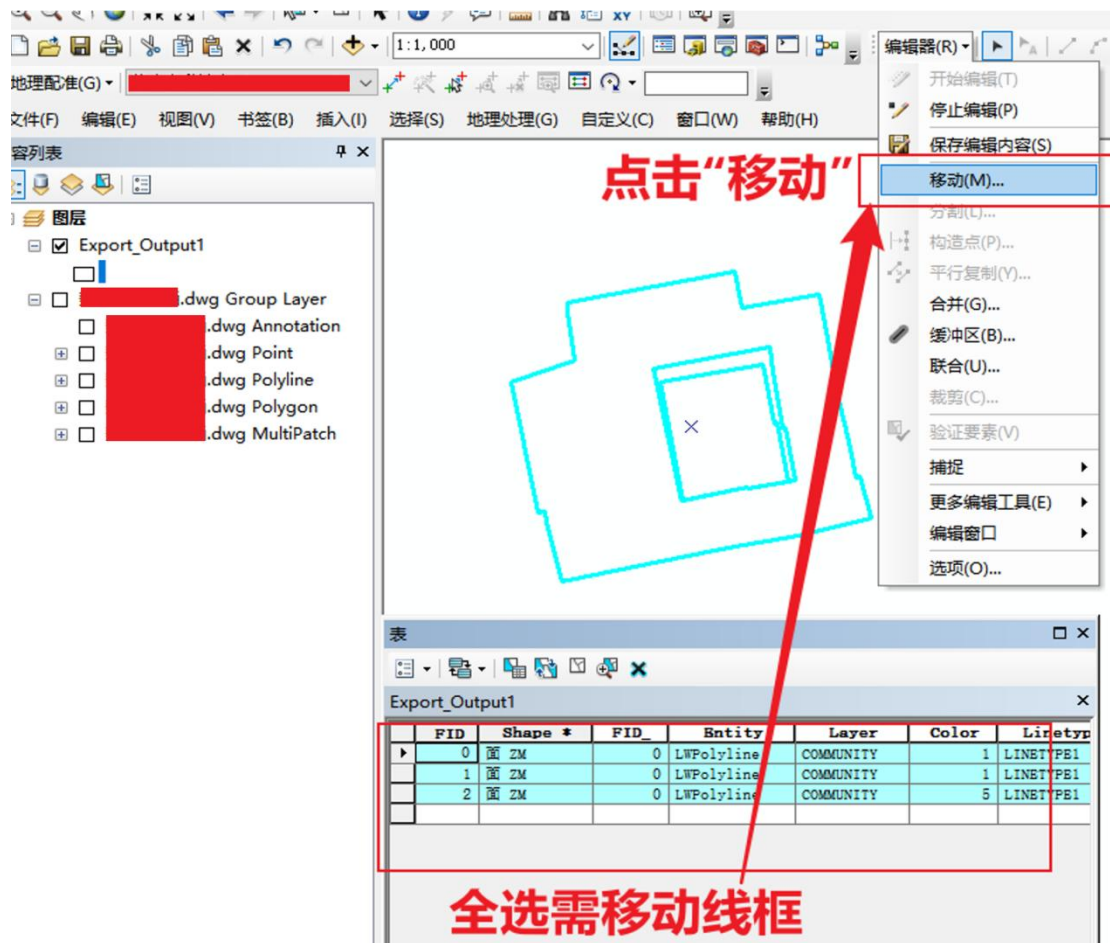 1:1,000
XY
编辑器(R)
地理配准(G)
开始编辑(T)
文件(F) 编辑(E) 视图(V) 书签(B) 插入(I) 选择(S) 地理处理(G) 自定义(C) 窗口(W) 帮助(H)
停止编辑(P)
容列表
保存编辑内容(S)
点击“移动”
移动(M)...
分割(L)...
图层
Export_Output1
构造点(P)...
平行复制(Y)...
.dwg Group Layer
合并(G)...
.dwg Annotation
缓冲区(B)...
.dwg Point
联合(U)...
.dwg Polyline
裁剪(C)...
.dwg Polygon
.dwg MultiPatch
验证要素(V)
捕捉
更多编辑工具(E)
编辑窗口
选项(O)...
表
Export_Output1
FID Shape * FID_ Entity Layer Color Linetyp
0 面 ZM 0 LWPolyline COMMUNITY 1 LINETYPE1
1 面 ZM 0 LWPolyline COMMUNITY 1 LINETYPE1
2 面 ZM 0 LWPolyline COMMUNITY 5 LINETYPE1
全选需移动线框